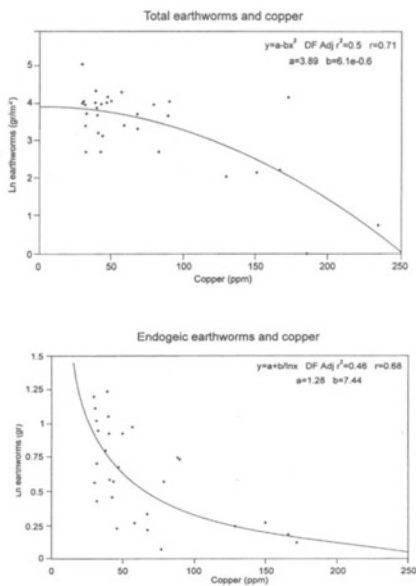 Total earthworms and copper
y=a-bx² DF Adj r²=0.5 r=0.71
a=3.89 b=6.1e-0.6
Ln earthworms (gr/m²)
5
4
3
2
1
0
0 50 100 150 200 250
Copper (ppm)
Endogeic earthworms and copper
y=a+b/lnx DF Adj r²=0.46 r=0.68
a=1.28 b=7.44
Ln earthworms (gr)
1.5
1.25
1
0.75
0.5
0.25
0
0 50 100 150 200 250
Copper (ppm)